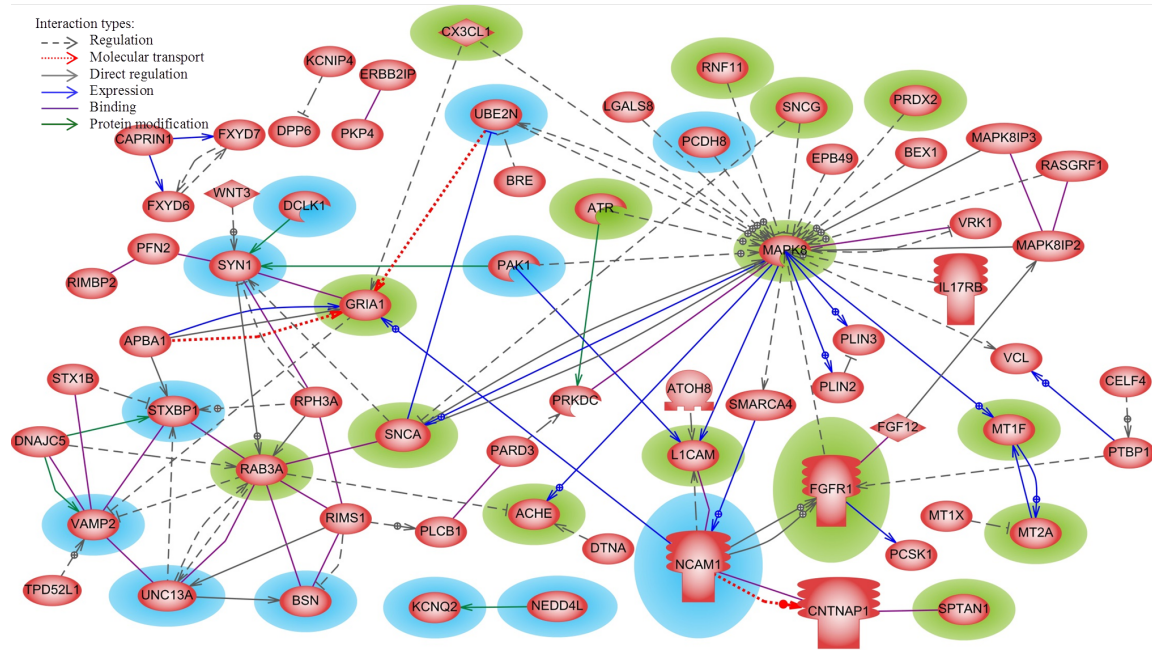 Interaction types:
Regulation
Molecular transport
Direct regulation
Expression
Binding
Protein modification
CX3CL1
KCNIP4
ERBB2IP
RNF11
SNCG
PRDX2
LGALS8
UBE2N
DPP6
PKP4
CAPRIN1
FXYD7
PCDH8
EPB49
BEX1
MAPK8IP3
RASGRF1
BRE
WNT3
FXYD6
DCLK1
ATR
VRK1
PFN2
SYN1
PAK1
MAPK8
MAPK8IP2
RIMBP2
IL17RB
GRIA1
APBA1
PLIN3
VCL
STX1B
PLIN2
CELF4
ATOH8
STXBP1
RPH3A
PRKDC
SMARCA4
SNCA
FGF12
MT1F
DNAJC5
PARD3
L1CAM
PTBP1
RAB3A
FGFR1
VAMP2
RIMS1
ACHE
MT1X
PLCB1
MT2A
DTNA
PCSK1
NCAM1
TPD52L1
UNC13A
BSN
KCNQ2
NEDD4L
CNTNAP1
SPTAN1